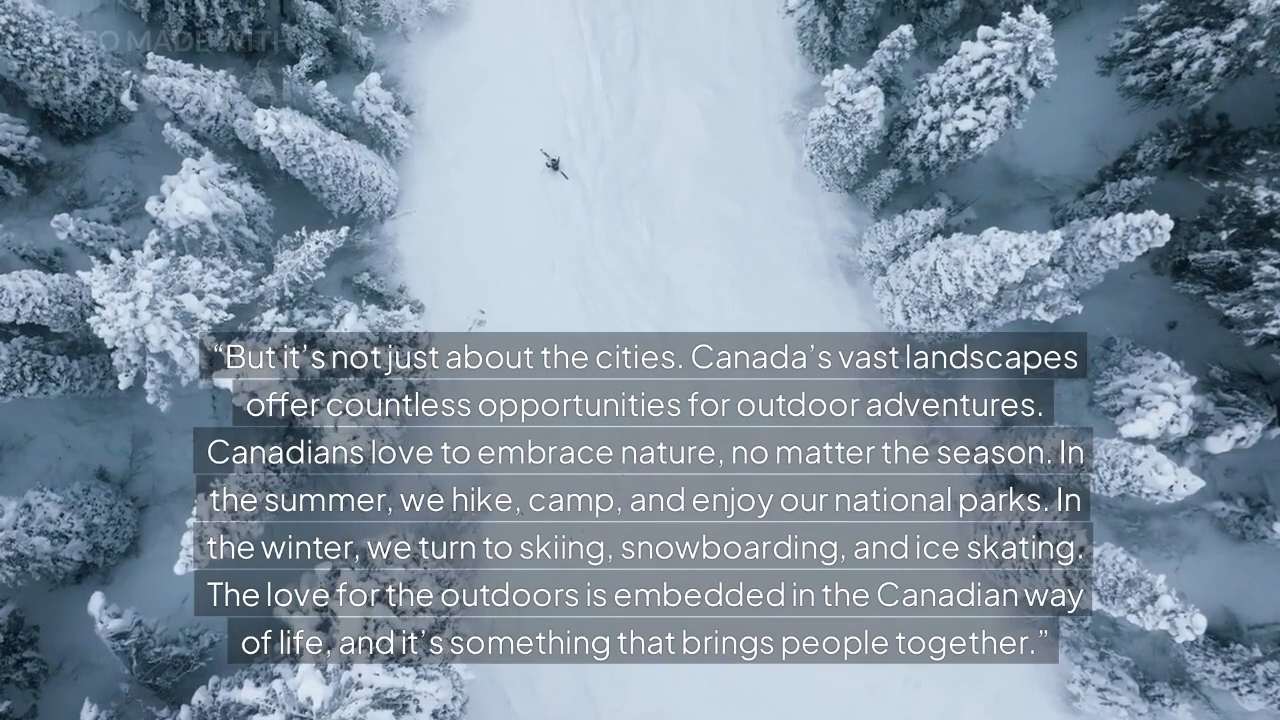 MADE WITH
AI
“But it’s not just about the cities. Canada’s vast landscapes
offer countless opportunities for outdoor adventures.
Canadians love to embrace nature, no matter the season. In
the summer, we hike, camp, and enjoy our national parks. In
the winter, we turn to skiing, snowboarding, and ice skating.
The love for the outdoors is embedded in the Canadian way
of life, and it’s something that brings people together.”